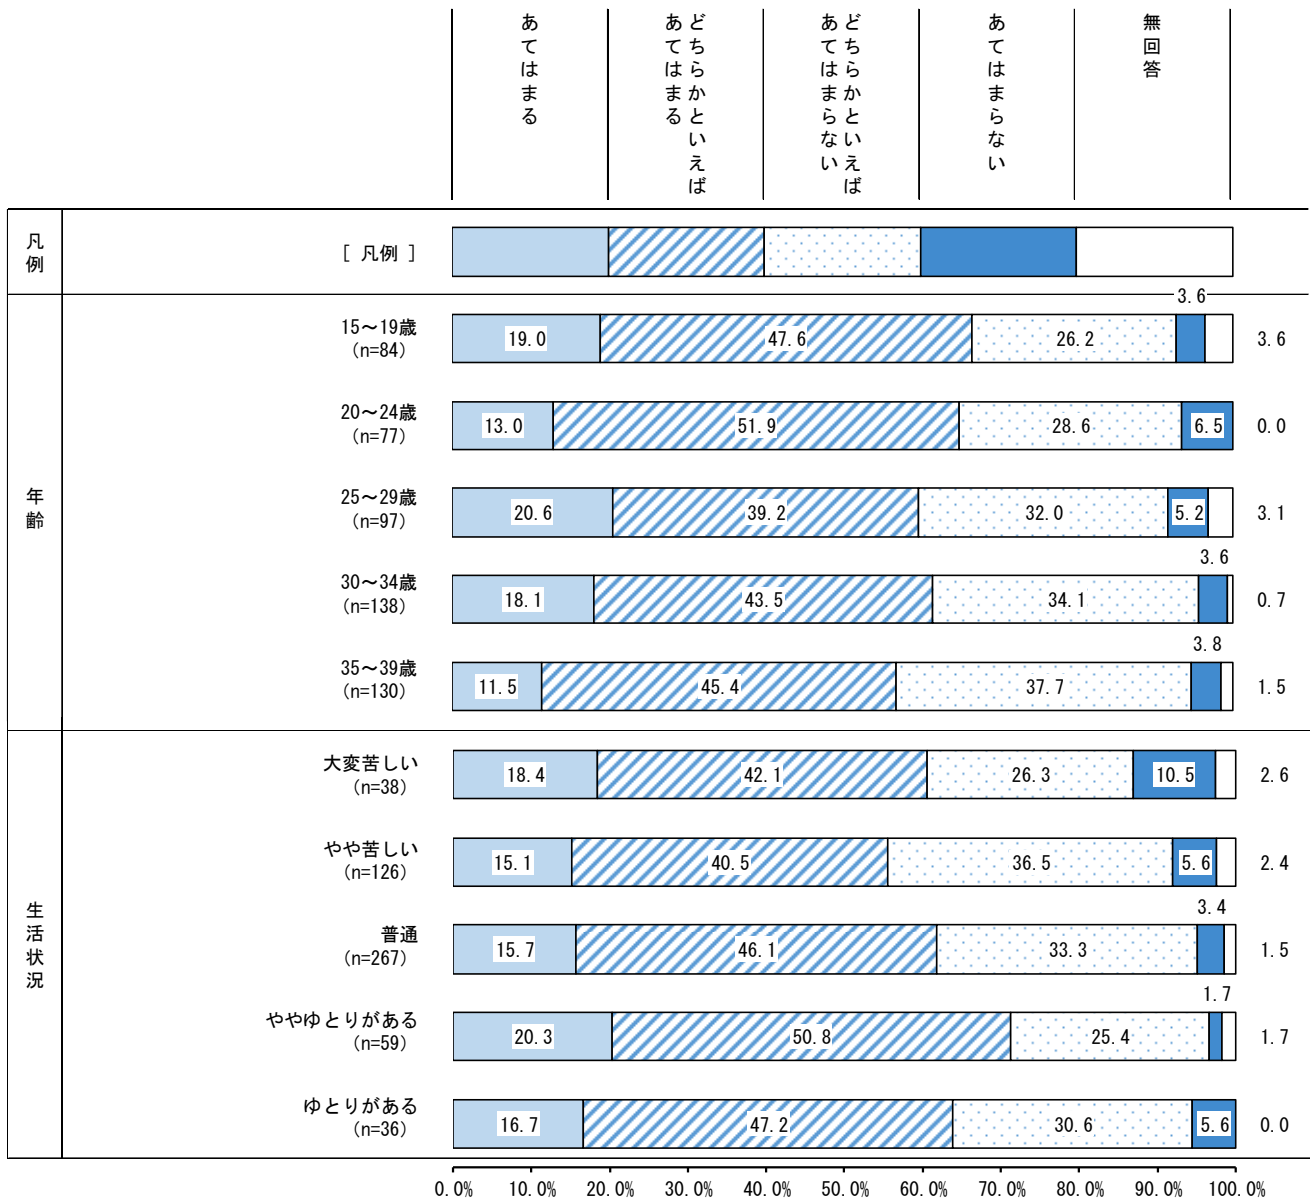 あてはまる
どちらかといえば
あてはまる
どちらかといえば
あてはまらない
あてはまらない
無回答
凡例
[ 凡例 ]
年齢
15～19歳
(n=84)
19.0 47.6 26.2 3.6 3.6
20～24歳
(n=77)
13.0 51.9 28.6 6.5 0.0
25～29歳
(n=97)
20.6 39.2 32.0 5.2 3.1
30～34歳
(n=138)
18.1 43.5 34.1 3.6 0.7
35～39歳
(n=130)
11.5 45.4 37.7 3.8 1.5
生活状況
大変苦しい
(n=38)
18.4 42.1 26.3 10.5 2.6
やや苦しい
(n=126)
15.1 40.5 36.5 5.6 2.4
普通
(n=267)
15.7 46.1 33.3 3.4 1.5
ややゆとりがある
(n=59)
20.3 50.8 25.4 1.7 1.7
ゆとりがある
(n=36)
16.7 47.2 30.6 5.6 0.0
0.0% 10.0% 20.0% 30.0% 40.0% 50.0% 60.0% 70.0% 80.0% 90.0% 100.0%